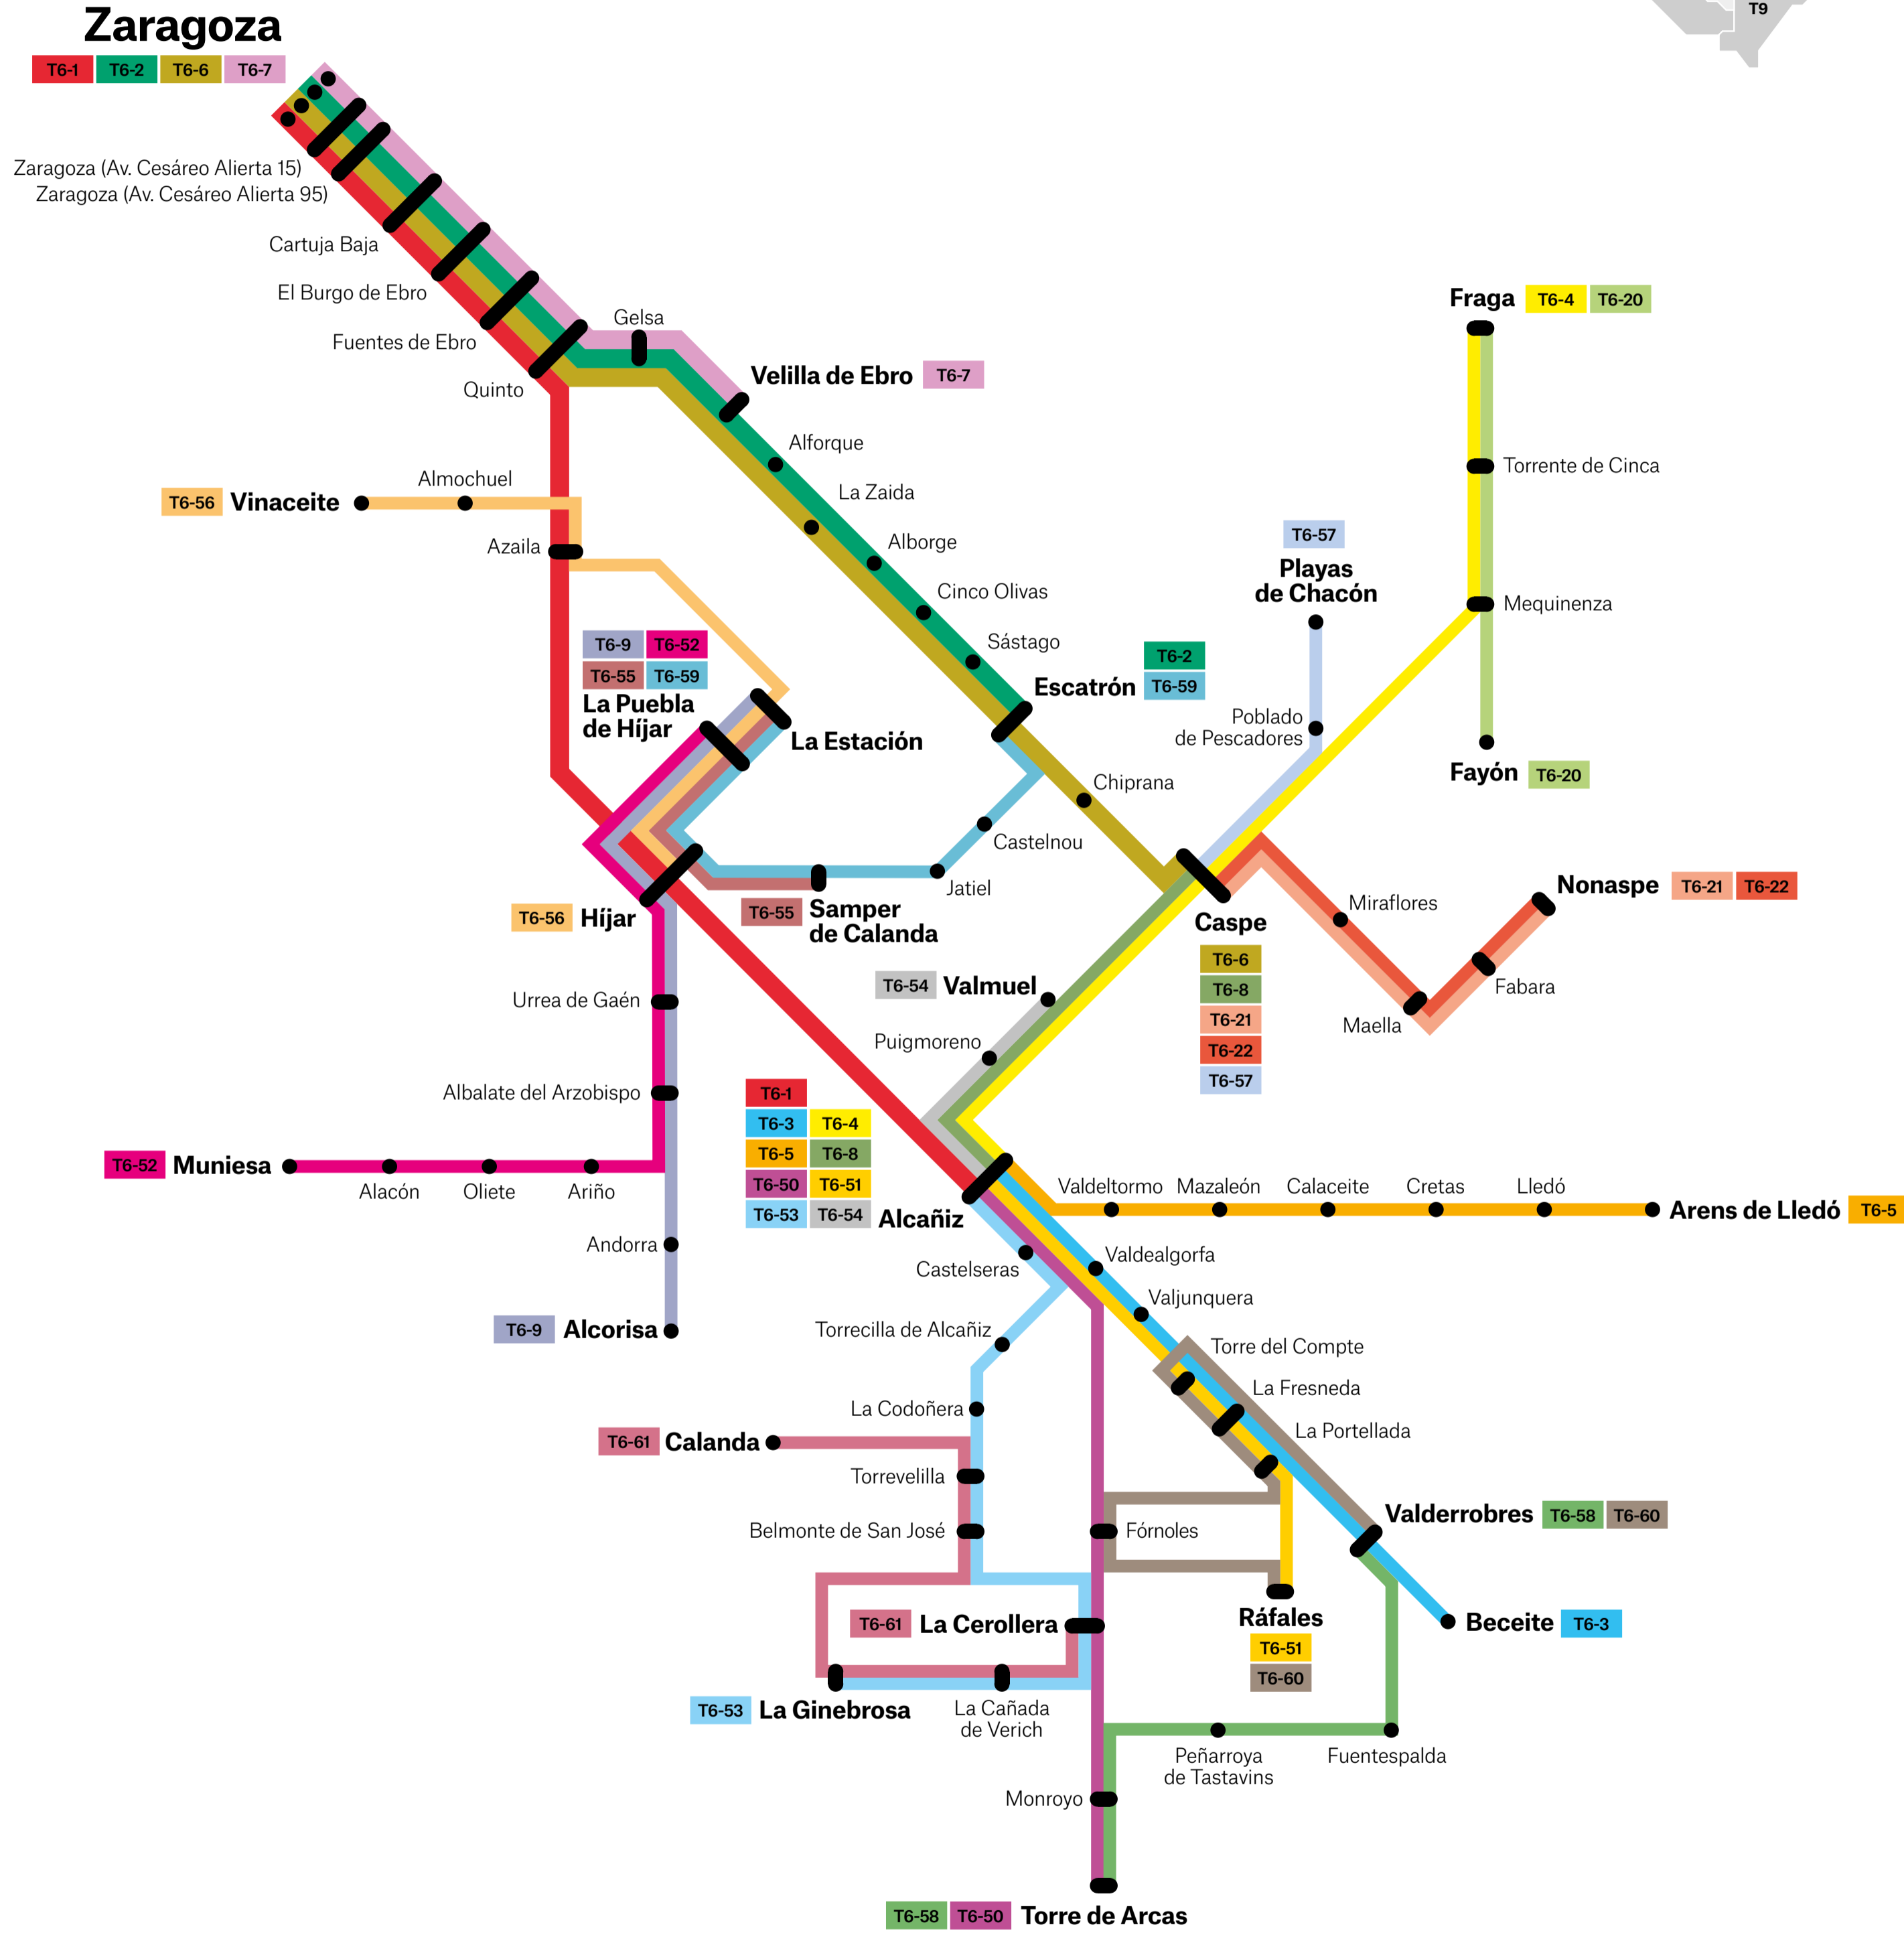 T9
Zaragoza
T6-1 T6-2 T6-6 T6-7
Zaragoza (Av. Cesáreo Alierta 15)
Zaragoza (Av. Cesáreo Alierta 95)
Cartuja Baja
El Burgo de Ebro
Fuentes de Ebro
Quinto
Gelsa
Velilla de Ebro T6-7
Alforque
La Zaida
Alborge
Cinco Olivas
Sástago
Escatrón
T6-2
T6-59
Chiprana
Castelnou
Jatiel
Fraga T6-4 T6-20
Torrente de Cinca
Mequinenza
Fayón T6-20
T6-57
Playas
de Chacón
Poblado
de Pescadores
T6-56 Vinaceite
Almochuel
Azaila
T6-9 T6-52
T6-55 T6-59
La Puebla
de Híjar
La Estación
T6-56 Híjar
T6-55 Samper
de Calanda
Caspe
T6-6
T6-8
T6-21
T6-22
T6-57
Miraflores
Maella
Fabara
Nonaspe T6-21 T6-22
T6-54 Valmuel
Puigmoreno
Urrea de Gaén
Albalate del Arzobispo
T6-52 Muniesa
Alacón
Oliete
Ariño
Andorra
T6-9 Alcorisa
T6-1
T6-3 T6-4
T6-5 T6-8
T6-50 T6-51
T6-53 T6-54
Alcañiz
Valdeltormo
Mazaleón
Calaceite
Cretas
Lledó
Arens de Lledó T6-5
Castelseras
Valdealgorfa
Valjunquera
Torrecilla de Alcañiz
Torre del Compte
La Fresneda
La Portellada
La Codoñera
T6-61 Calanda
Torrevelilla
Belmonte de San José
Fórnoles
Valderrobres T6-58 T6-60
T6-61 La Cerollera
Ráfales
T6-51
T6-60
Beceite T6-3
T6-53 La Ginebrosa
La Cañada
de Verich
Peñarroya
de Tastavins
Fuentespalda
Monroyo
T6-58 T6-50 Torre de Arcas